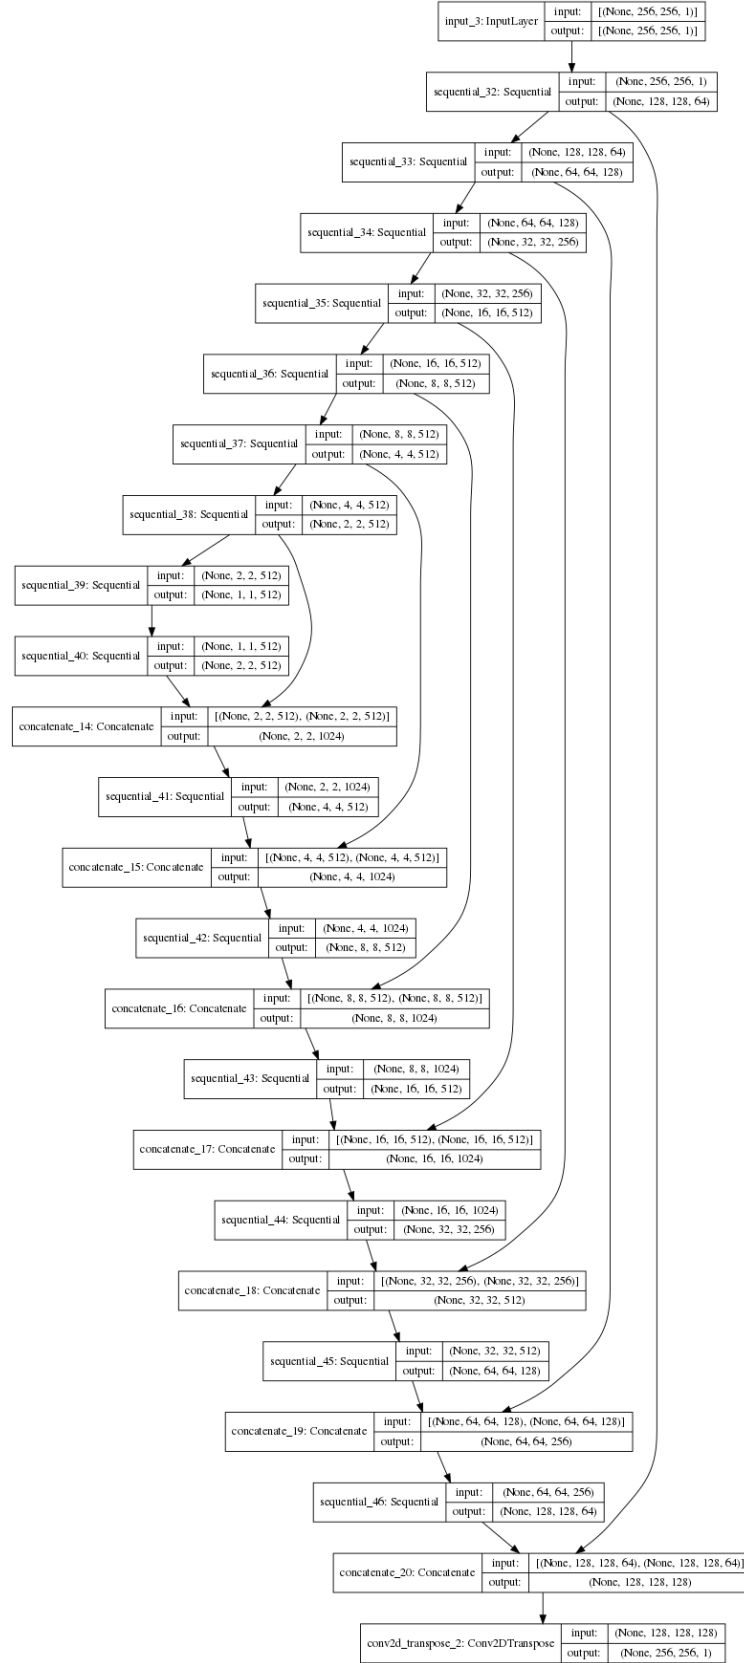 input_3: InputLayer
input: [(None, 256, 256, 1)]
output: [(None, 256, 256, 1)]
sequential_32: Sequential
input: (None, 256, 256, 1)
output: (None, 128, 128, 64)
sequential_33: Sequential
input: (None, 128, 128, 64)
output: (None, 64, 64, 128)
sequential_34: Sequential
input: (None, 64, 64, 128)
output: (None, 32, 32, 256)
sequential_35: Sequential
input: (None, 32, 32, 256)
output: (None, 16, 16, 512)
sequential_36: Sequential
input: (None, 16, 16, 512)
output: (None, 8, 8, 512)
sequential_37: Sequential
input: (None, 8, 8, 512)
output: (None, 4, 4, 512)
sequential_38: Sequential
input: (None, 4, 4, 512)
output: (None, 2, 2, 512)
sequential_39: Sequential
input: (None, 2, 2, 512)
output: (None, 1, 1, 512)
sequential_40: Sequential
input: (None, 1, 1, 512)
output: (None, 2, 2, 512)
concatenate_14: Concatenate
input: [(None, 2, 2, 512), (None, 2, 2, 512)]
output: (None, 2, 2, 1024)
sequential_41: Sequential
input: (None, 2, 2, 1024)
output: (None, 4, 4, 512)
concatenate_15: Concatenate
input: [(None, 4, 4, 512), (None, 4, 4, 512)]
output: (None, 4, 4, 1024)
sequential_42: Sequential
input: (None, 4, 4, 1024)
output: (None, 8, 8, 512)
concatenate_16: Concatenate
input: [(None, 8, 8, 512), (None, 8, 8, 512)]
output: (None, 8, 8, 1024)
sequential_43: Sequential
input: (None, 8, 8, 1024)
output: (None, 16, 16, 512)
concatenate_17: Concatenate
input: [(None, 16, 16, 512), (None, 16, 16, 512)]
output: (None, 16, 16, 1024)
sequential_44: Sequential
input: (None, 16, 16, 1024)
output: (None, 32, 32, 256)
concatenate_18: Concatenate
input: [(None, 32, 32, 256), (None, 32, 32, 256)]
output: (None, 32, 32, 512)
sequential_45: Sequential
input: (None, 32, 32, 512)
output: (None, 64, 64, 128)
concatenate_19: Concatenate
input: [(None, 64, 64, 128), (None, 64, 64, 128)]
output: (None, 64, 64, 256)
sequential_46: Sequential
input: (None, 64, 64, 256)
output: (None, 128, 128, 64)
concatenate_20: Concatenate
input: [(None, 128, 128, 64), (None, 128, 128, 64)]
output: (None, 128, 128, 128)
conv2d_transpose_2: Conv2DTranspose
input: (None, 128, 128, 128)
output: (None, 256, 256, 1)